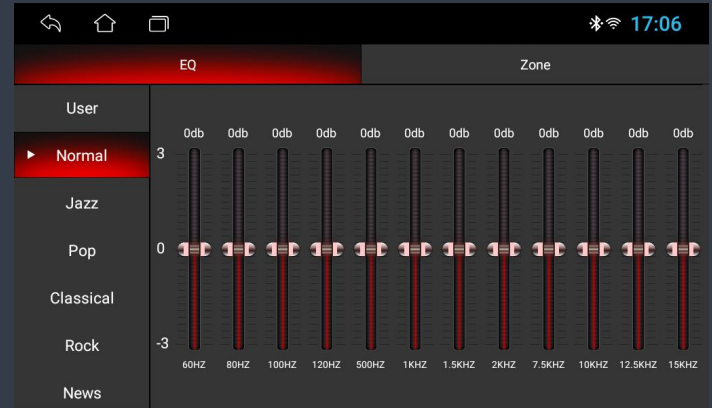 17:06
EQ Zone
User
Normal
Jazz
Pop
Classical
Rock
News
0db 0db 0db 0db 0db 0db 0db 0db 0db 0db 0db 0db
3
0
-3
60HZ 80HZ 100HZ 120HZ 500HZ 1KHZ 1.5KHZ 2KHZ 7.5KHZ 10KHZ 12.5KHZ 15KHZ